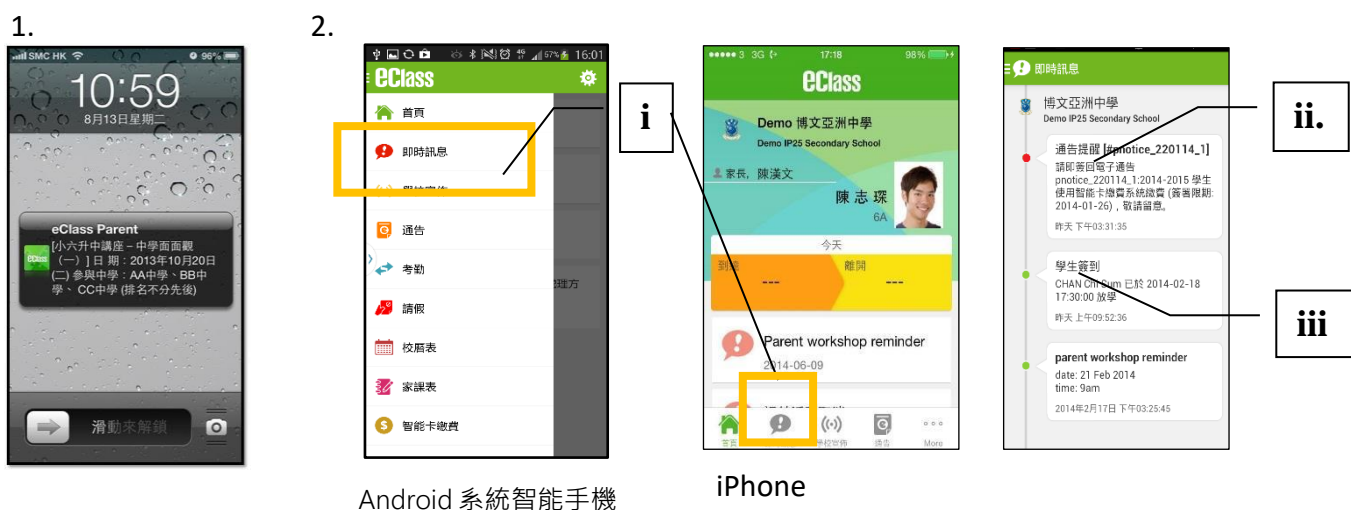 1.
SMC HK
96%
10:59
8月13日星期二
eClass Parent
[小六升中講座 – 中學面面觀
（一）] 日 期：2013年10月20日
(二) 參與中學：AA中學、BB中
學、 CC中學 (排名不分先後)
滑動來解鎖
2.
4G 57% 16:01
eClass
首頁
即時訊息
通告
考勤
請假
校曆表
家課表
智能卡繳費
Android 系統智能手機
i
3 3G 17:18 98%
eClass
Demo 博文亞洲中學
Demo IP25 Secondary School
家長, 陳漢文
陳 志 琛
6A
今天
到達 離開
--- ---
Parent workshop reminder
2014-06-09
首頁
通告
More
iPhone
即時訊息
博文亞洲中學
Demo IP25 Secondary School
通告提醒 [#pnotice_220114_1]
請即簽回電子通告
pnotice_220114_1:2014-2015 學生
使用智能卡繳費系統繳費 (簽署限期:
2014-01-26)，敬請留意。
昨天 下午03:31:35
學生簽到
CHAN Chi Sum 已於 2014-02-18
17:30:00 放學
昨天 上午09:52:36
parent workshop reminder
date: 21 Feb 2014
time: 9am
2014年2月17日 下午03:25:45
ii.
iii